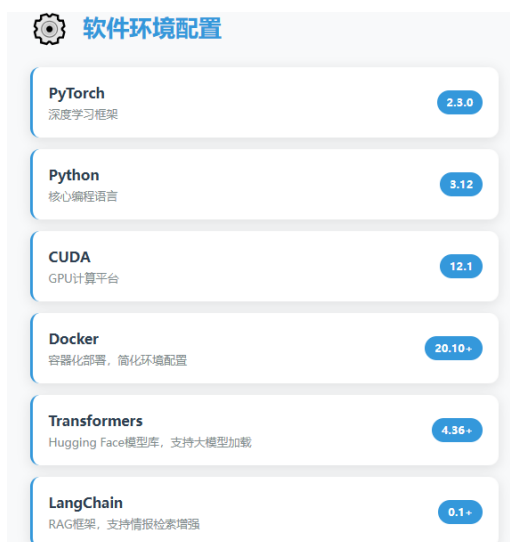 软件环境配置
PyTorch
深度学习框架
2.3.0
Python
核心编程语言
3.12
CUDA
GPU计算平台
12.1
Docker
容器化部署，简化环境配置
20.10+
Transformers
Hugging Face模型库，支持大模型加载
4.36+
LangChain
RAG框架，支持情报检索增强
0.1+